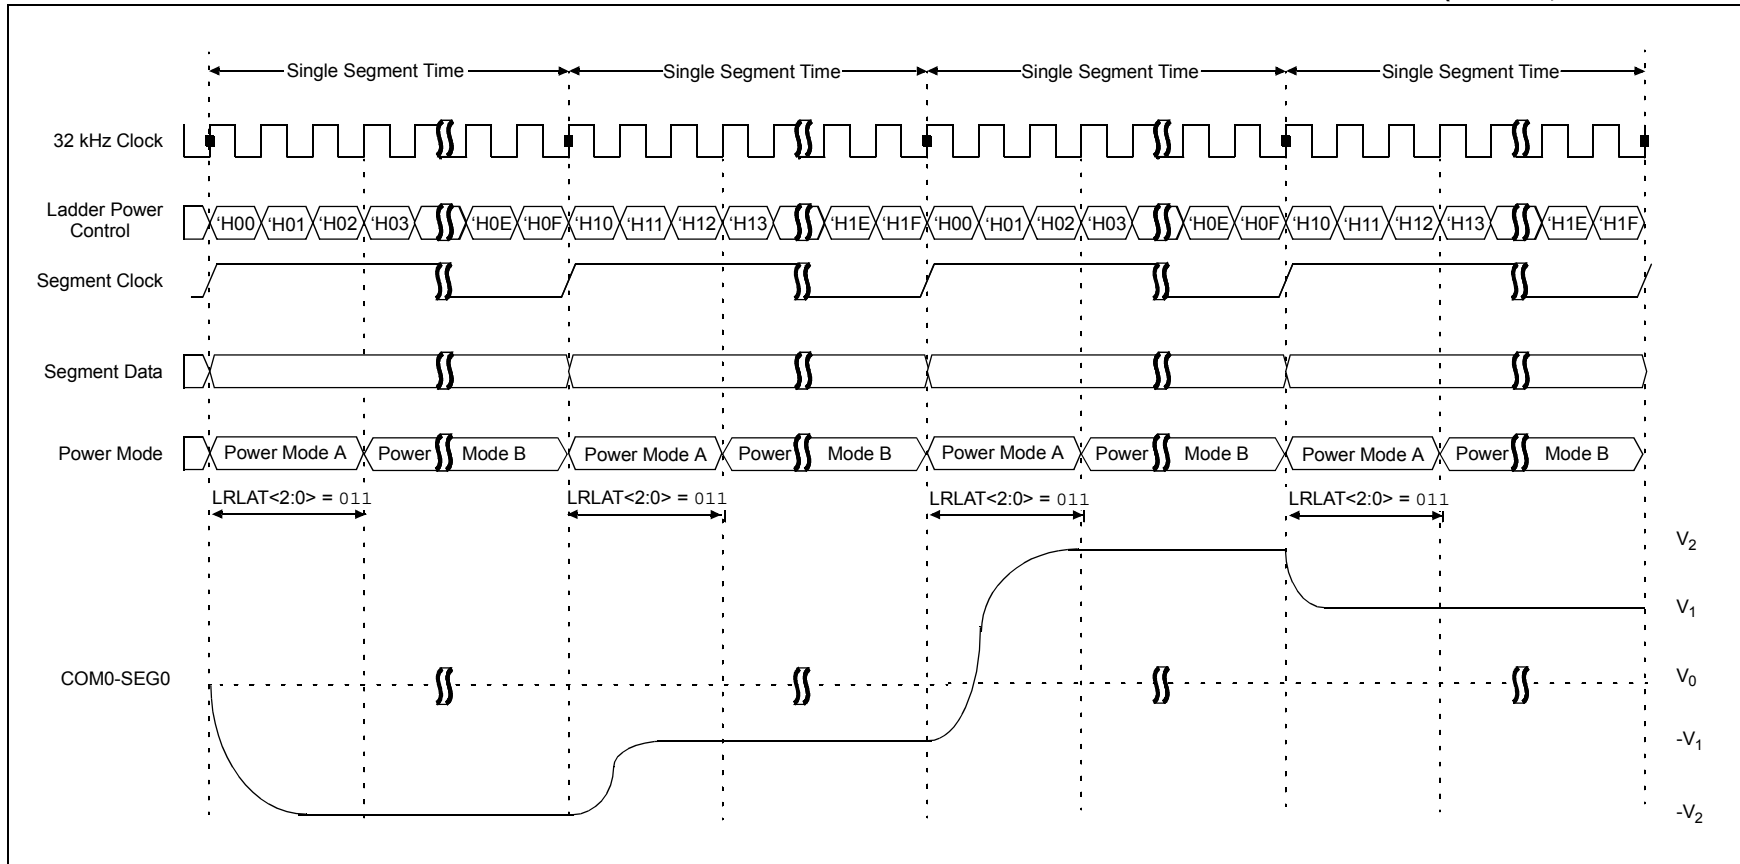 Single Segment Time Single Segment Time Single Segment Time Single Segment Time
32 kHz Clock
Ladder Power
Control
‘H00 ‘H01 ‘H02 ‘H03 ‘H0E ‘H0F ‘H10 ‘H11 ‘H12 ‘H13 ‘H1E ‘H1F ‘H00 ‘H01 ‘H02 ‘H03 ‘H0E ‘H0F ‘H10 ‘H11 ‘H12 ‘H13 ‘H1E ‘H1F
Segment Clock
Segment Data
Power Mode Power Mode A Power Mode B Power Mode A Power Mode B Power Mode A Power Mode B Power Mode A Power Mode B
LRLAT<2:0> = 011 LRLAT<2:0> = 011 LRLAT<2:0> = 011 LRLAT<2:0> = 011
V2
V1
COM0-SEG0 V0
-V1
-V2